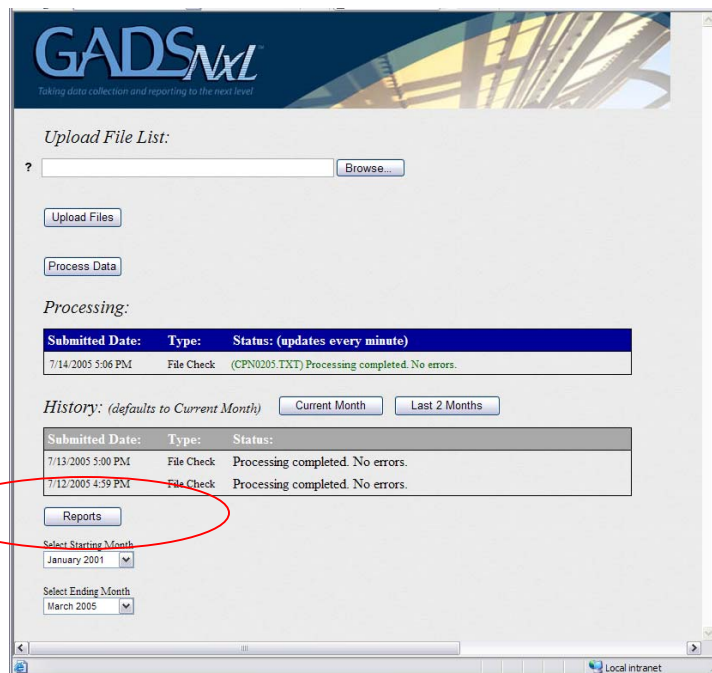 GADSNxL
Taking data collection and reporting to the next level
Upload File List:
?
Browse...
Upload Files
Process Data
Processing:
Submitted Date: Type: Status: (updates every minute)
7/14/2005 5:06 PM File Check (CPN0205.TXT) Processing completed. No errors.
History: (defaults to Current Month) Current Month Last 2 Months
Submitted Date: Type: Status:
7/13/2005 5:00 PM File Check Processing completed. No errors.
7/12/2005 4:59 PM File Check Processing completed. No errors.
Reports
Select Starting Month
January 2001
Select Ending Month
March 2005
Local intranet